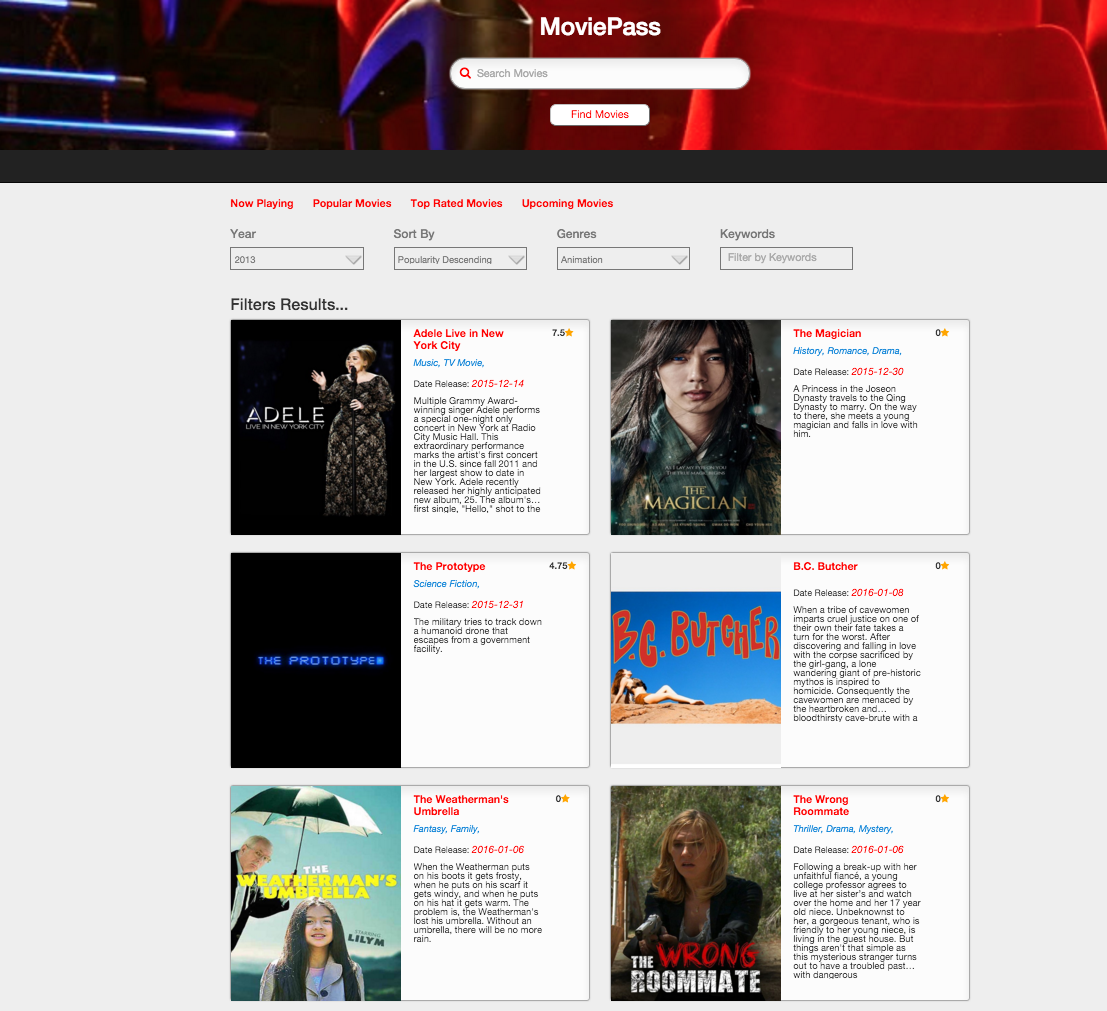 MoviePass
Search Movies
Find Movies
Now Playing
Popular Movies
Top Rated Movies
Upcoming Movies
Year
Sort By
Genres
Keywords
2013
Popularity Descending
Animation
Filter by Keywords
Filters Results...
ADELE
LIVE IN NEW YORK CITY
Adele Live in New
York City
7.5
Music, TV Movie,
Date Release: 2015-12-14
Multiple Grammy Award-
winning singer Adele performs
a special one-night only
concert in New York at Radio
City Music Hall. This
extraordinary performance
marks the artist's first concert
in the U.S. since fall 2011 and
her largest show to date in
New York. Adele recently
released her highly anticipated
new album, 25. The album's...
first single, "Hello," shot to the
THE
MAGICIAN
The Magician
0
History, Romance, Drama,
Date Release: 2015-12-30
A Princess in the Joseon
Dynasty travels to the Qing
Dynasty to marry. On the way
to there, she meets a young
magician and falls in love with
him.
THE PROTOTYPE
The Prototype
4.75
Science Fiction,
Date Release: 2015-12-31
The military tries to track down
a humanoid drone that
escapes from a government
facility.
B.C. BUTCHER
B.C. Butcher
0
Date Release: 2016-01-08
When a tribe of cavewomen
imparts cruel justice on one of
their own their fate takes a
turn for the worst. After
discovering and falling in love
with the corpse sacrificed by
the girl-gang, a lone
wandering giant of pre-historic
mythos is inspired to
homicide. Consequently the
cavewomen are menaced by
the heartbroken and...
bloodthirsty cave-brute with a
THE
WEATHERMAN'S
UMBRELLA
STARRING
LILYM
The Weatherman's
Umbrella
0
Fantasy, Family,
Date Release: 2016-01-06
When the Weatherman puts
on his boots it gets frosty,
when he puts on his scarf it
gets windy, and when he puts
on his hat it gets warm. The
problem is, the Weatherman's
lost his umbrella. Without an
umbrella, there will be no more
rain.
THE WRONG
ROOMMATE
The Wrong
Roommate
0
Thriller, Drama, Mystery,
Date Release: 2016-01-06
Following a break-up with her
unfaithful fiancé, a young
college professor agrees to
live at her sister's and watch
over the home and her 17 year
old niece. Unbeknownst to
her, a gorgeous tenant, who is
friendly to her young niece, is
living in the guest house. But
things aren't that simple as
this mysterious stranger turns
out to have a troubled past...
with dangerous